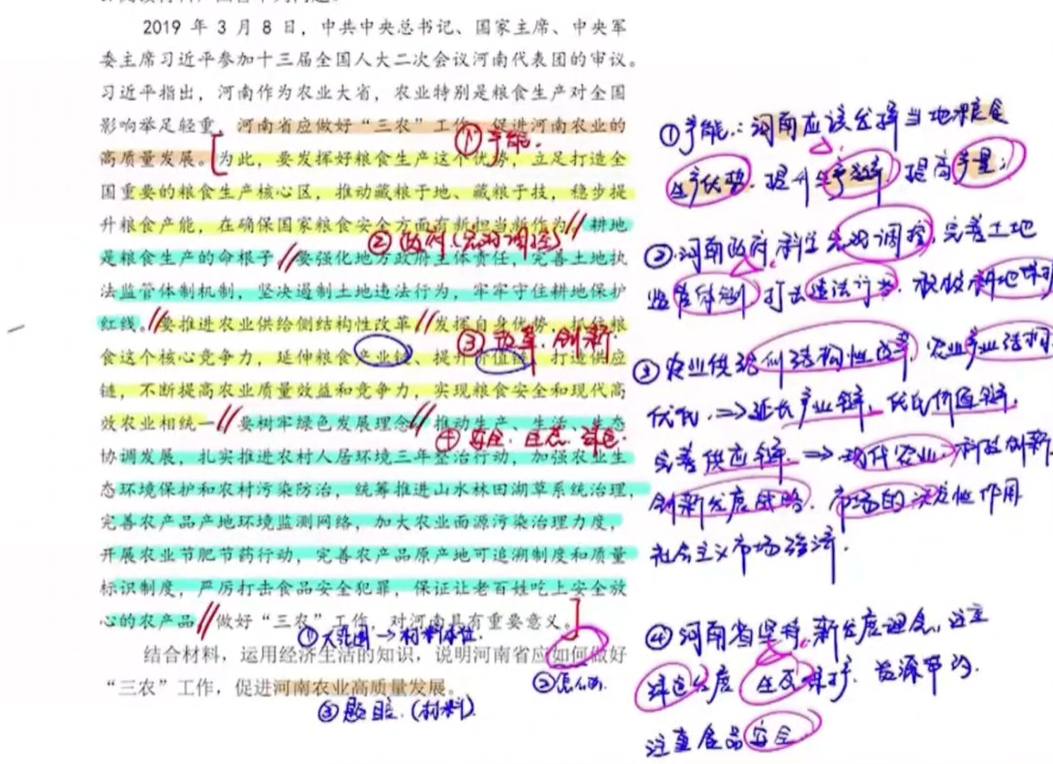 2019 年 3 月 8 日，中共中央总书记、国家主席、中央军
委主席习近平参加十三届全国人大二次会议河南代表团的审议。
习近平指出，河南作为农业大省，农业特别是粮食生产对全国
影响举足轻重，河南省应做好“三农”工作，促进河南农业的
高质量发展。为此，要发挥好粮食生产这个优势，立足打造全
国重要的粮食生产核心区，推动藏粮于地、藏粮于技，稳步提
升粮食产能，在确保国家粮食安全方面有新担当新作为 耕地
是粮食生产的命根子 要强化地方政府主体责任，完善土地执
法监管体制机制，坚决遏制土地违法行为，牢牢守住耕地保护
红线。要推进农业供给侧结构性改革 发挥自身优势，抓住粮
食这个核心竞争力，延伸粮食产业链、提升价值链、打造供应
链，不断提高农业质量效益和竞争力，实现粮食安全和现代高
效农业相统一 要树牢绿色发展理念 推动生产、生活、生态
协调发展，扎实推进农村人居环境三年整治行动，加强农业生
态环境保护和农村污染防治，统筹推进山水林田湖草系统治理，
完善农产品产地环境监测网络，加大农业面源污染治理力度，
开展农业节肥节药行动，完善农产品原产地可追溯制度和质量
标识制度，严厉打击食品安全犯罪，保证让老百姓吃上安全放
心的农产品 做好“三农”工作，对河南具有重要意义。
结合材料，运用经济生活的知识，说明河南省应如何做好
“三农”工作，促进河南农业高质量发展。
① 产能.
② 政府（宏观调控）
③ 改革. 创新
④ 安全. 生态. 绿色.
② 怎么办.
③ 题眼.（材料）
① 产能.: 河南应该发挥当地粮食
生产优势. 提升生产效率, 提高产量;
② 河南政府. 科学宏观调控, 完善土地
监管体制 打击违法行为.
③ 农业供给侧结构性改革, 农业产业结构
优化. ⇒ 延长产业链, 优化价值链,
完善供应链. ⇒ 现代农业. 科技创新
创新发展战略. 市场的决定性作用
社会主义市场经济.
④ 河南省坚持. 新发展理念, 注重
绿色发展 生态保护. 资源节约.
注重食品安全.